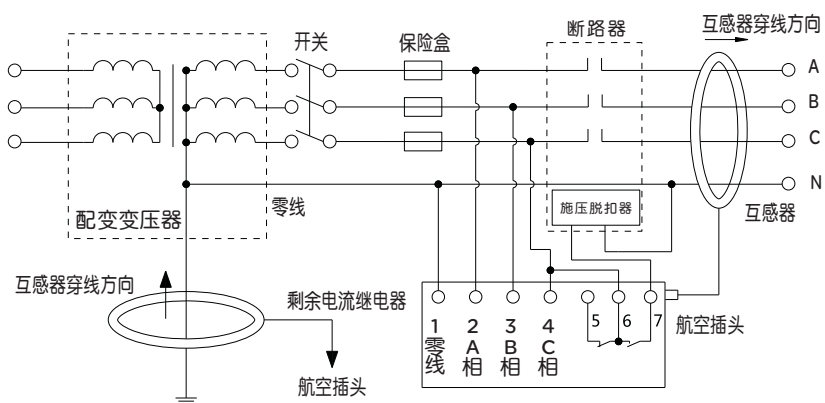 互感器穿线方向
断路器
开关
保险盒
A
B
C
N
互感器
配变变压器
零线
施压脱扣器
互感器穿线方向
剩余电流继电器
航空插头
1 2 3 4 5 6 7
零线 A相 B相 C相
航空插头